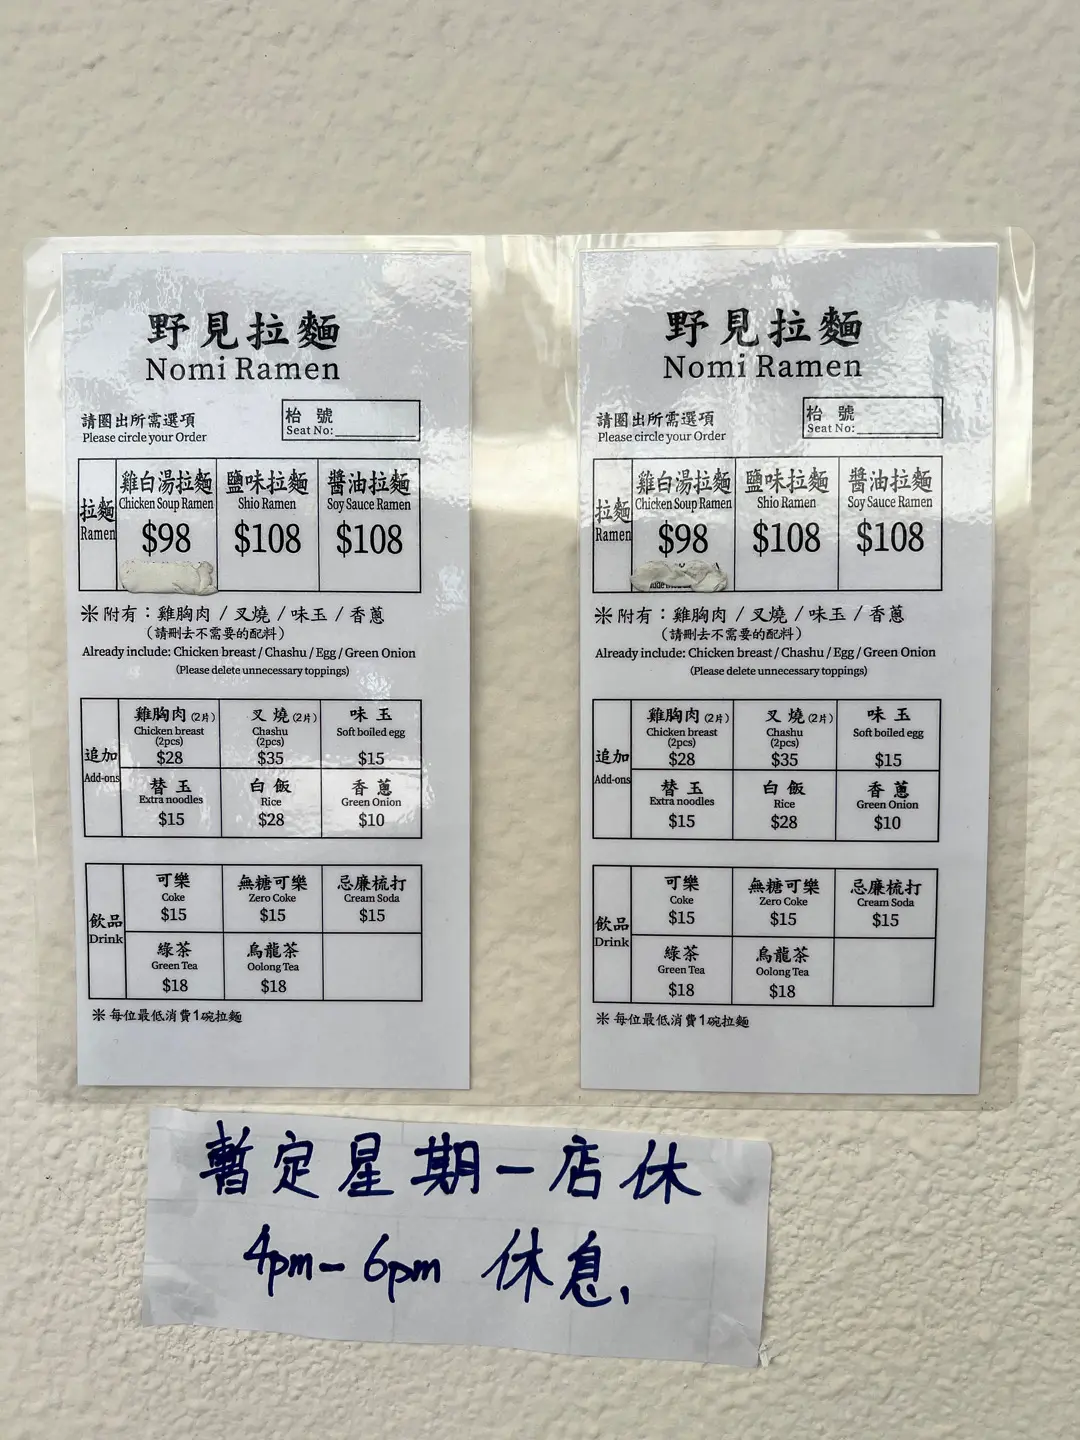 野見拉麵
Nomi Ramen
請圈出所需選項
Please circle your Order
枱 號
Seat No:
拉麵
Ramen
雞白湯拉麵
Chicken Soup Ramen
$98
鹽味拉麵
Shio Ramen
$108
醬油拉麵
Soy Sauce Ramen
$108
※ 附有：雞胸肉 / 叉燒 / 味玉 / 香蔥
（請刪去不需要的配料）
Already include: Chicken breast / Chashu / Egg / Green Onion
(Please delete unnecessary toppings)
追加
Add-ons
雞胸肉 (2片)
Chicken breast
(2pcs)
$28
叉燒 (2片)
Chashu
(2pcs)
$35
味玉
Soft boiled egg
$15
替玉
Extra noodles
$15
白飯
Rice
$28
香蔥
Green Onion
$10
飲品
Drink
可樂
Coke
$15
無糖可樂
Zero Coke
$15
忌廉梳打
Cream Soda
$15
綠茶
Green Tea
$18
烏龍茶
Oolong Tea
$18
※ 每位最低消費1碗拉麵
野見拉麵
Nomi Ramen
請圈出所需選項
Please circle your Order
枱 號
Seat No:
拉麵
Ramen
雞白湯拉麵
Chicken Soup Ramen
$98
鹽味拉麵
Shio Ramen
$108
醬油拉麵
Soy Sauce Ramen
$108
※ 附有：雞胸肉 / 叉燒 / 味玉 / 香蔥
（請刪去不需要的配料）
Already include: Chicken breast / Chashu / Egg / Green Onion
(Please delete unnecessary toppings)
追加
Add-ons
雞胸肉 (2片)
Chicken breast
(2pcs)
$28
叉燒 (2片)
Chashu
(2pcs)
$35
味玉
Soft boiled egg
$15
替玉
Extra noodles
$15
白飯
Rice
$28
香蔥
Green Onion
$10
飲品
Drink
可樂
Coke
$15
無糖可樂
Zero Coke
$15
忌廉梳打
Cream Soda
$15
綠茶
Green Tea
$18
烏龍茶
Oolong Tea
$18
※ 每位最低消費1碗拉麵
暫定星期一店休
4pm - 6pm 休息、